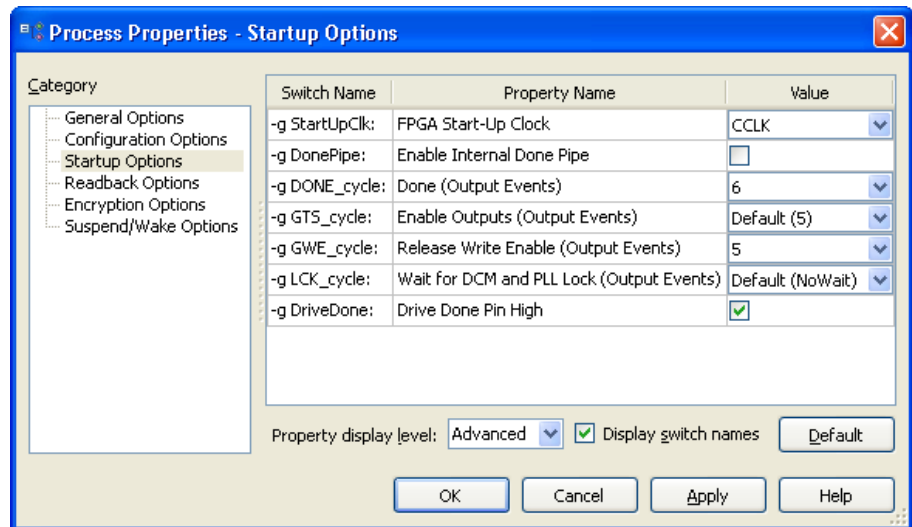 Process Properties - Startup Options
Category
General Options
Configuration Options
Startup Options
Readback Options
Encryption Options
Suspend/Wake Options
Switch Name Property Name Value
-g StartUpClk: FPGA Start-Up Clock CCLK
-g DonePipe: Enable Internal Done Pipe
-g DONE_cycle: Done (Output Events) 6
-g GTS_cycle: Enable Outputs (Output Events) Default (5)
-g GWE_cycle: Release Write Enable (Output Events) 5
-g LCK_cycle: Wait for DCM and PLL Lock (Output Events) Default (NoWait)
-g DriveDone: Drive Done Pin High
Property display level: Advanced Display switch names Default
OK Cancel Apply Help